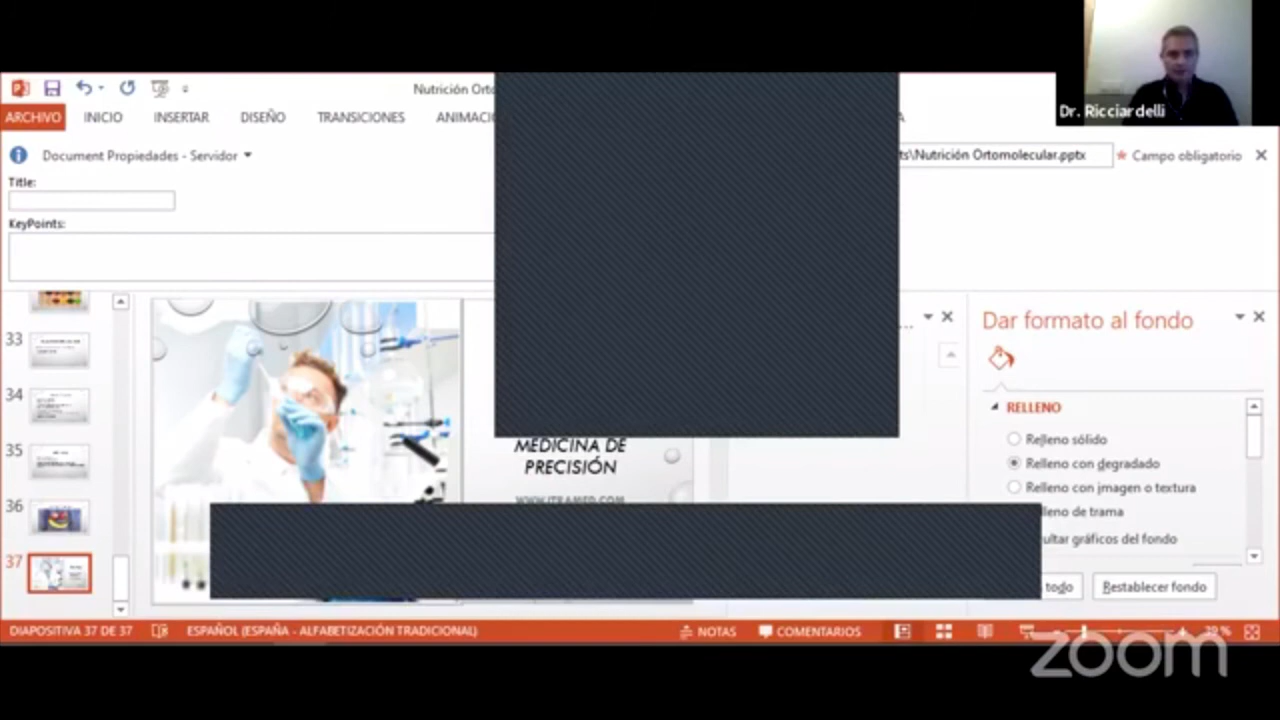 Dr. Ricciardelli
Nutrición Orto
ARCHIVO INICIO INSERTAR DISEÑO TRANSICIONES
Document Propiedades - Servidor
ts\Nutrición Ortomolecular.pptx
* Campo obligatorio
Title:
KeyPoints:
33
34
35
36
37
MEDICINA DE
PRECISIÓN
WWW.ITRAMED.COM
Dar formato al fondo
RELLENO
Relleno sólido
Relleno con degradado
Relleno con imagen o textura
lleno de trama
ultar gráficos del fondo
todo
Restablecer fondo
DIAPOSITIVA 37 DE 37 ESPAÑOL (ESPAÑA - ALFABETIZACIÓN TRADICIONAL) NOTAS COMENTARIOS
zoom